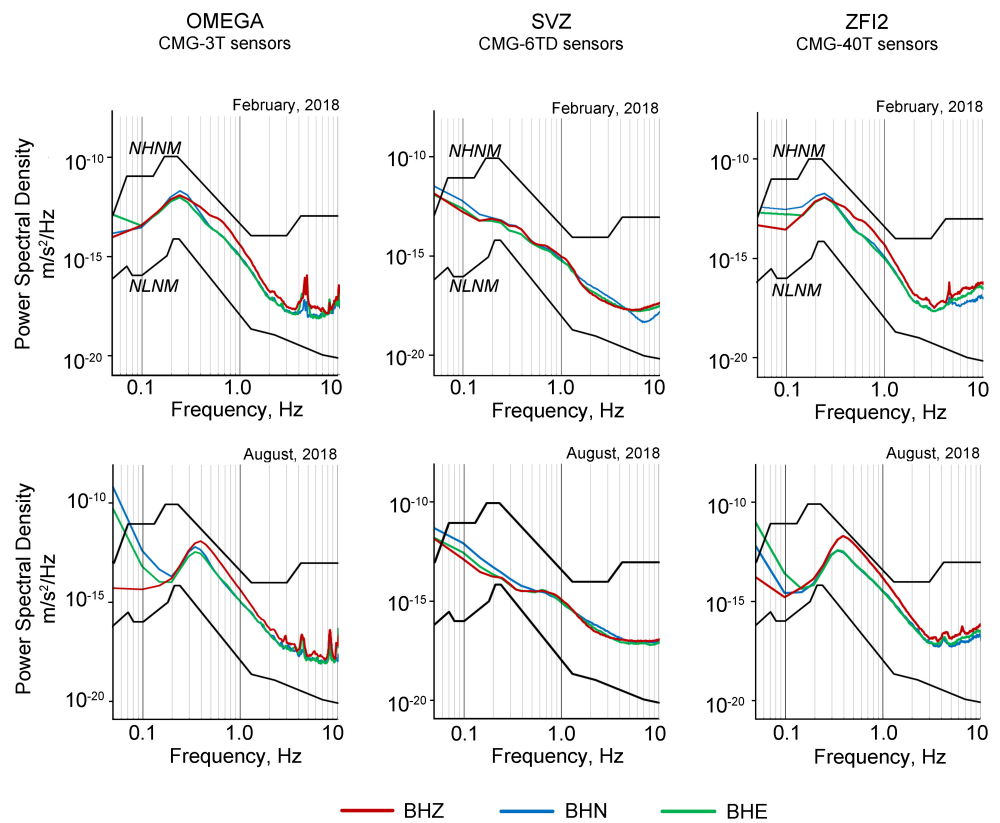 OMEGA
CMG-3T sensors
SVZ
CMG-6TD sensors
ZFI2
CMG-40T sensors
February, 2018
February, 2018
February, 2018
Power Spectral Density
m/s²/Hz
10⁻¹⁰
10⁻¹⁵
10⁻²⁰
NHNM
NLNM
0.1
1.0
10
Frequency, Hz
10⁻¹⁰
10⁻¹⁵
10⁻²⁰
NHNM
NLNM
0.1
1.0
10
Frequency, Hz
10⁻¹⁰
10⁻¹⁵
10⁻²⁰
NHNM
NLNM
0.1
1.0
10
Frequency, Hz
August, 2018
August, 2018
August, 2018
Power Spectral Density
m/s²/Hz
10⁻¹⁰
10⁻¹⁵
10⁻²⁰
0.1
1.0
10
Frequency, Hz
10⁻¹⁰
10⁻¹⁵
10⁻²⁰
0.1
1.0
10
Frequency, Hz
10⁻¹⁰
10⁻¹⁵
10⁻²⁰
0.1
1.0
10
Frequency, Hz
BHZ
BHN
BHE